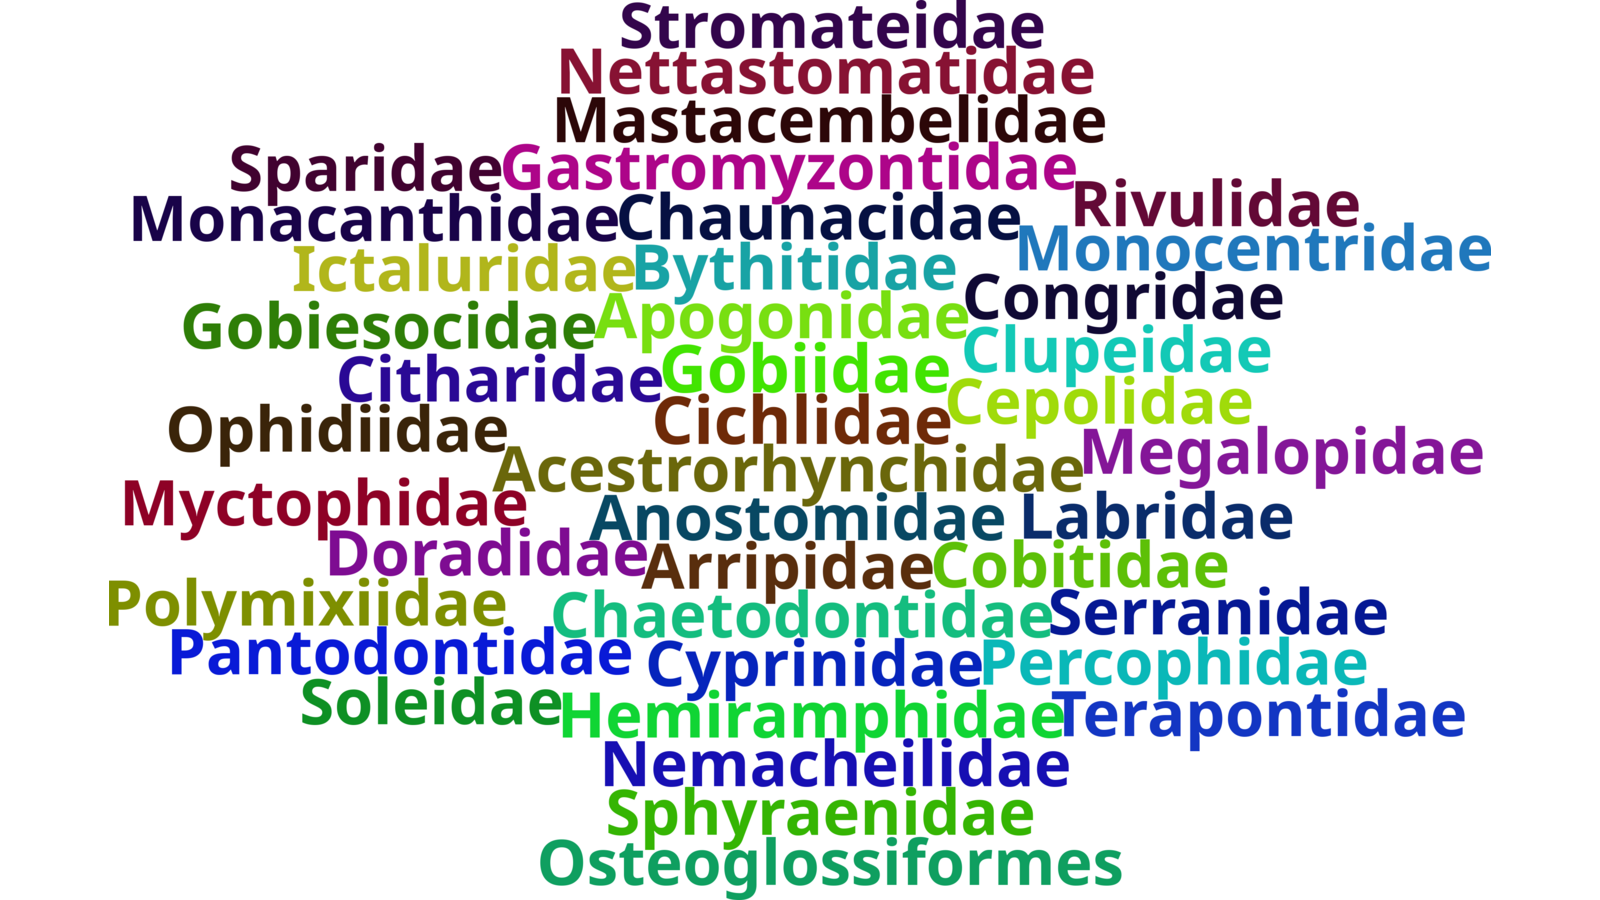 Stromateidae
Nettastomatidae
Mastacembelidae
Sparidae Gastromyzontidae
Rivulidae
Monacanthidae Chaunacidae
Monocentridae
Ictaluridae Bythitidae
Congridae
Gobiesocidae Apogonidae
Clupeidae
Citharidae Gobiidae
Cepolidae
Ophidiidae Cichlidae
Megalopidae
Acestrorhynchidae
Myctophidae Anostomidae Labridae
Doradidae Arripidae Cobitidae
Polymixiidae Chaetodontidae Serranidae
Pantodontidae Cyprinidae Percophidae
Soleidae Hemiramphidae Terapontidae
Nemacheilidae
Sphyraenidae
Osteoglossiformes